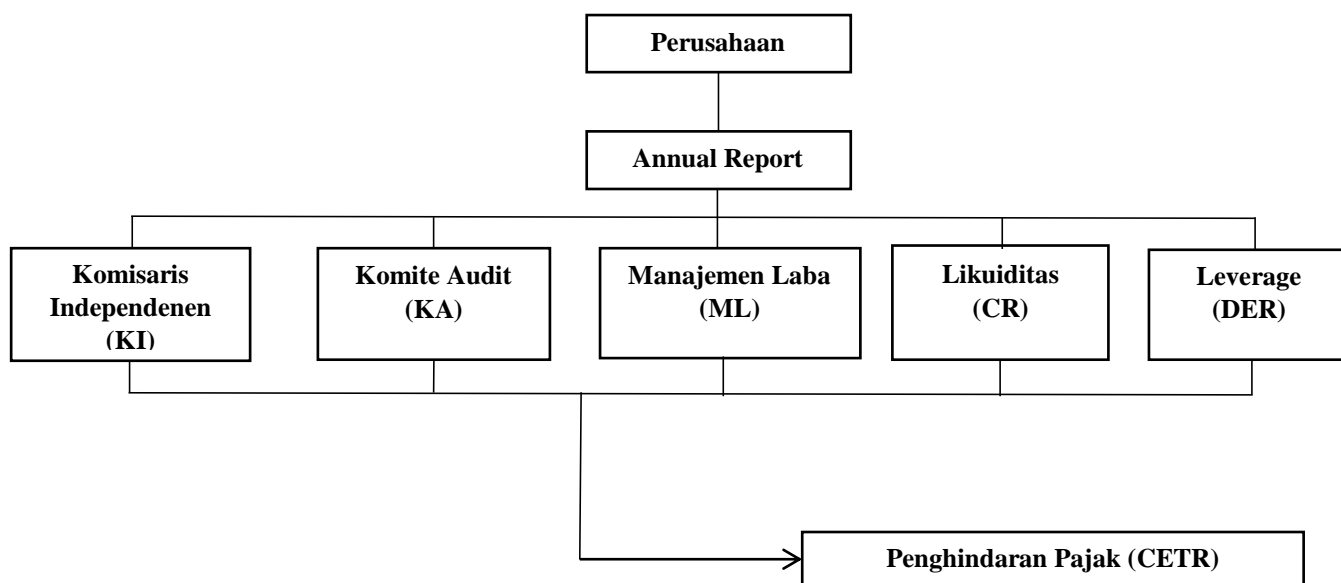 Perusahaan
Annual Report
Komisaris
Independenen
(KI)
Komite Audit
(KA)
Manajemen Laba
(ML)
Likuiditas
(CR)
Leverage
(DER)
Penghindaran Pajak (CETR)